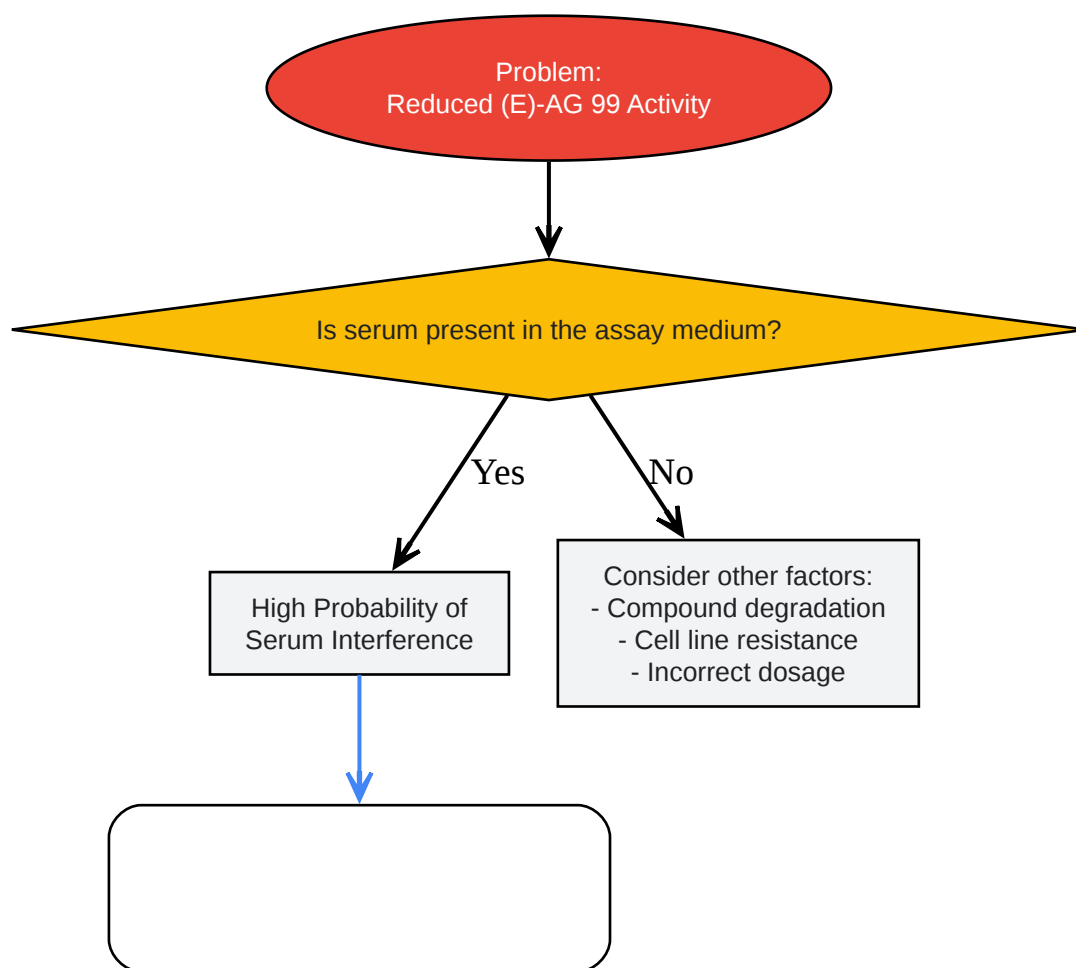 Problem:
Reduced (E)-AG 99 Activity
Is serum present in the assay medium?
Yes
No
High Probability of
Serum Interference
Consider other factors:
- Compound degradation
- Cell line resistance
- Incorrect dosage